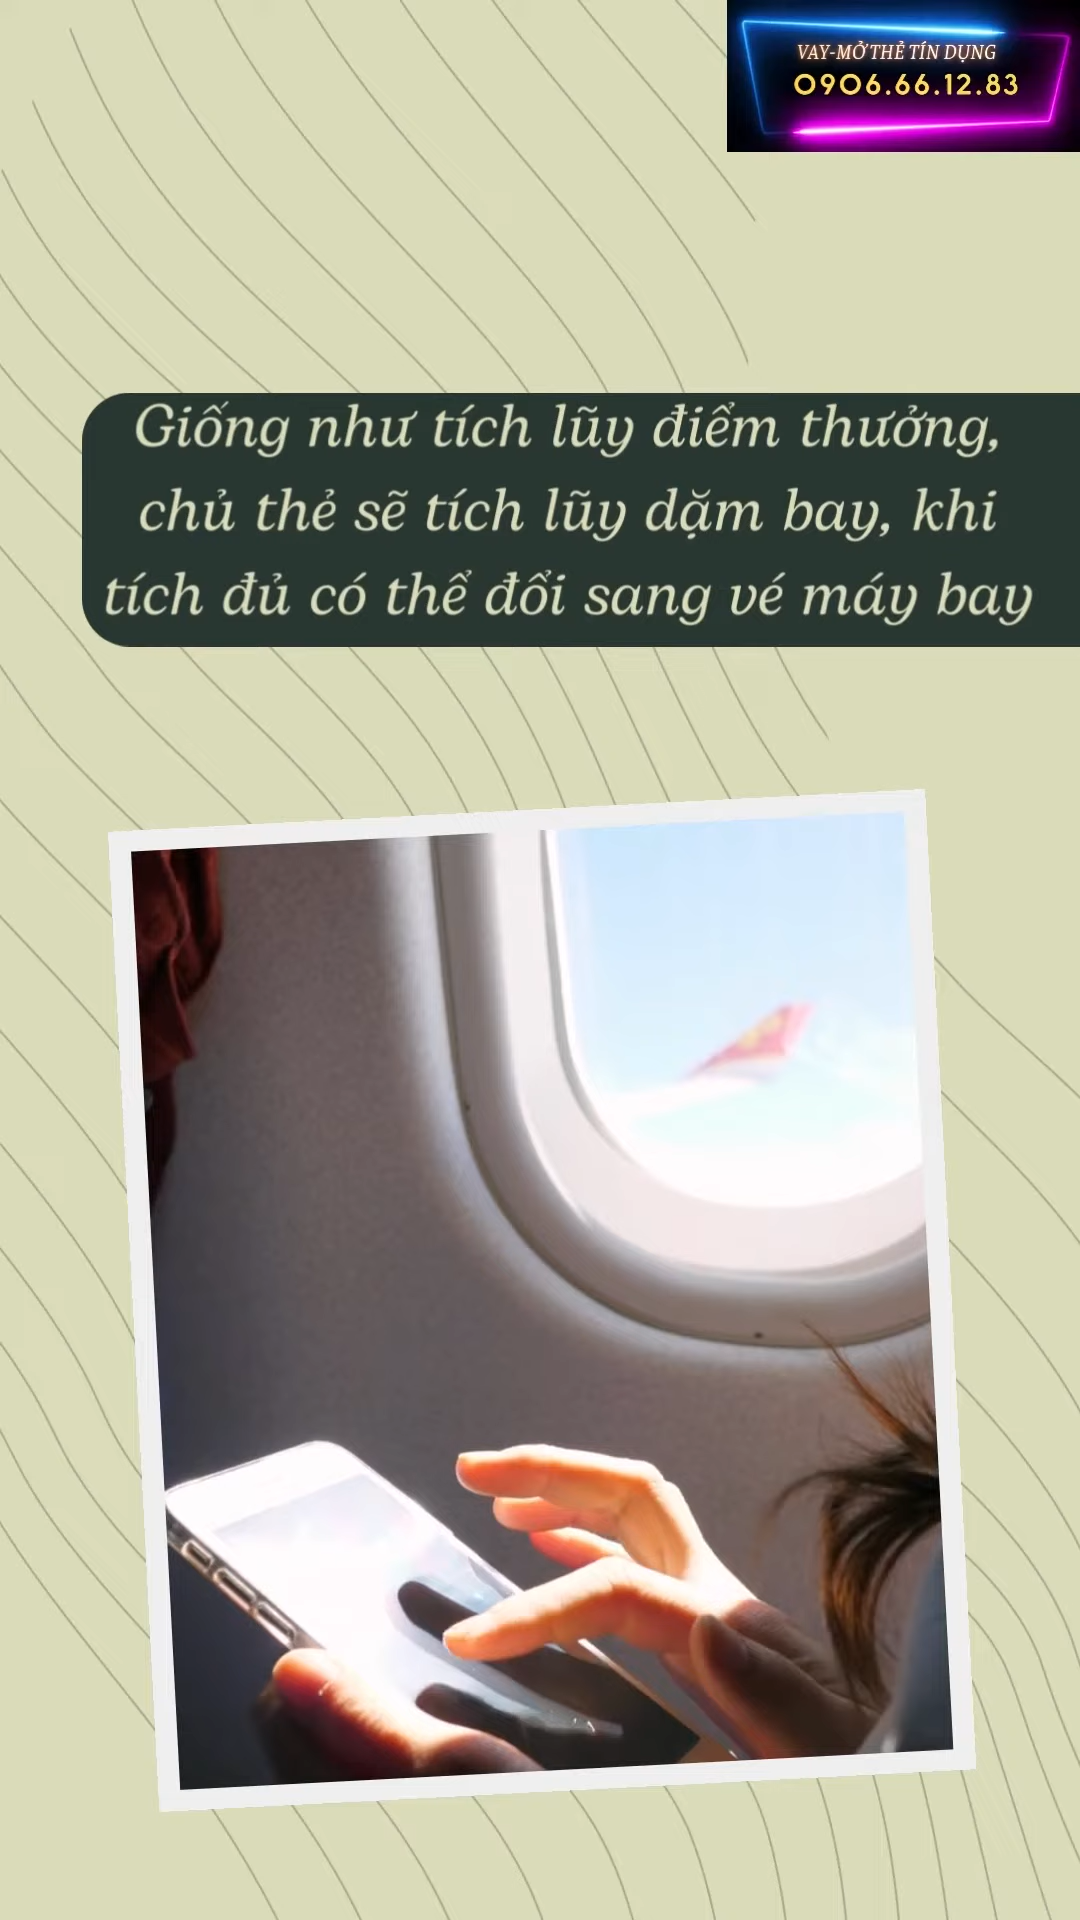 VAY-MỞ THẺ TÍN DỤNG
0906.66.12.83
Giống như tích lũy điểm thưởng,
chủ thẻ sẽ tích lũy dặm bay, khi
tích đủ có thể đổi sang vé máy bay